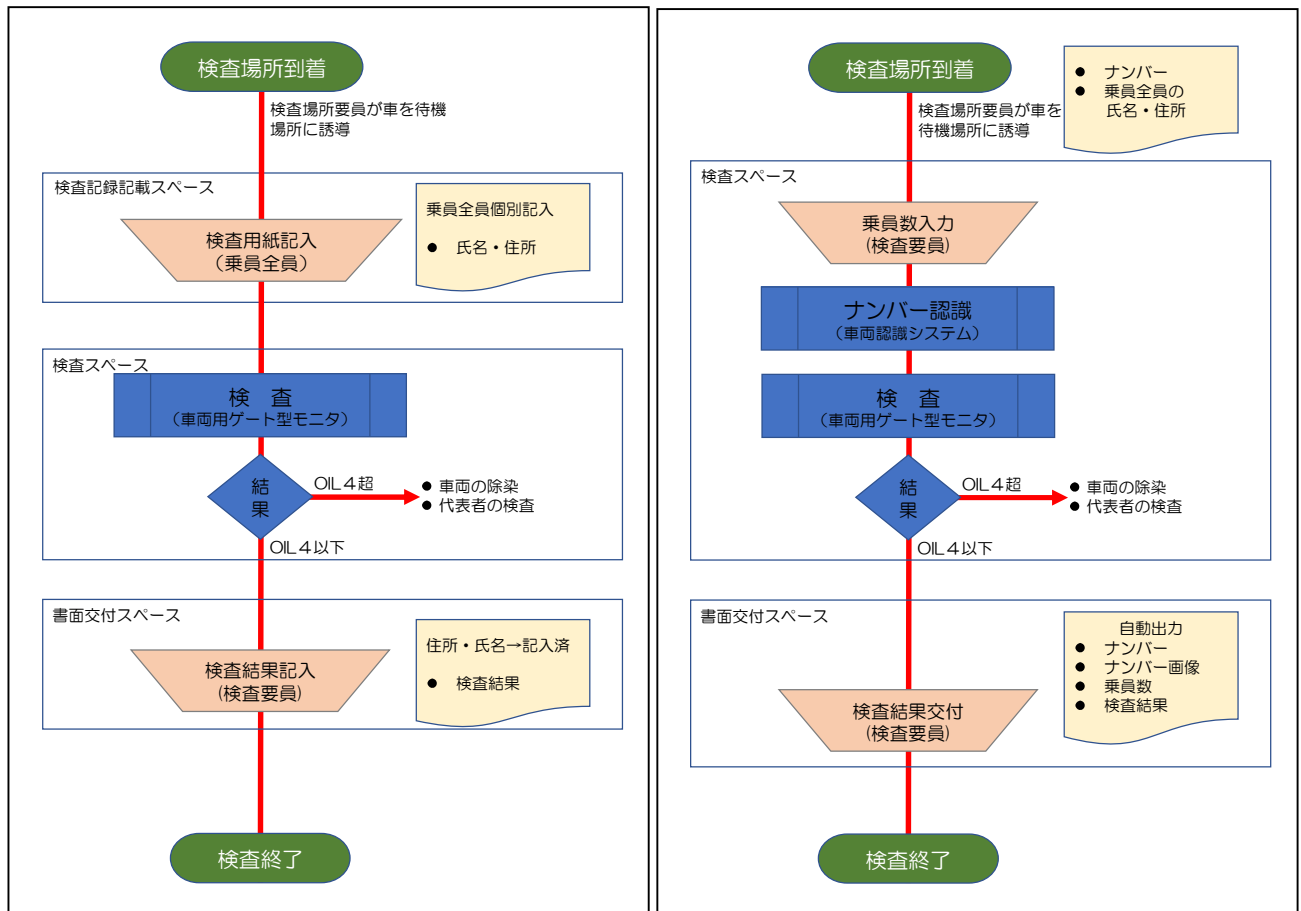 検査場所到着
検査場所要員が車を待機
場所に誘導
検査記録記載スペース
検査用紙記入
（乗員全員）
乗員全員個別記入
● 氏名・住所
検査スペース
検　査
（車両用ゲート型モニタ）
結
果
OIL４超
● 車両の除染
● 代表者の検査
OIL４以下
書面交付スペース
検査結果記入
(検査要員)
住所・氏名→記入済
● 検査結果
検査終了
検査場所到着
検査場所要員が車を
待機場所に誘導
● ナンバー
● 乗員全員の
氏名・住所
検査スペース
乗員数入力
(検査要員)
ナンバー認識
（車両認識システム）
検　査
（車両用ゲート型モニタ）
結
果
OIL４超
● 車両の除染
● 代表者の検査
OIL４以下
書面交付スペース
自動出力
● ナンバー
● ナンバー画像
● 乗員数
● 検査結果
検査結果交付
(検査要員)
検査終了